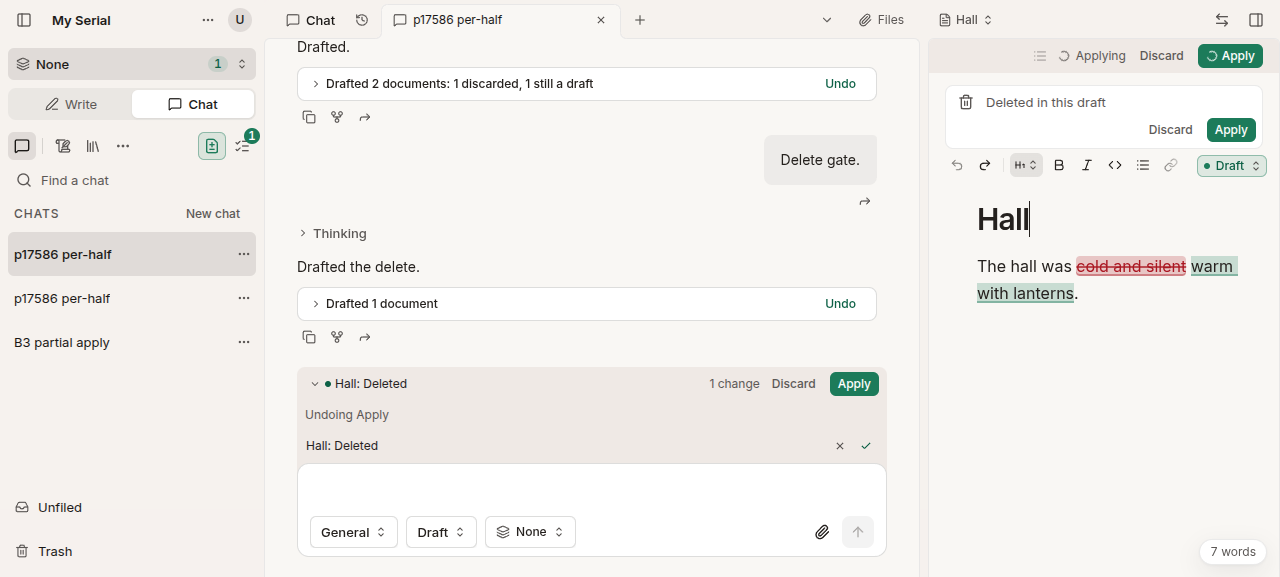 My Serial
U
Chat
p17586 per-half
Files
Hall
None
1
Write
Chat
1
Find a chat
CHATS
New chat
p17586 per-half
p17586 per-half
B3 partial apply
Unfiled
Trash
Drafted.
Drafted 2 documents: 1 discarded, 1 still a draft
Undo
Delete gate.
Thinking
Drafted the delete.
Drafted 1 document
Undo
Hall: Deleted
1 change
Discard
Apply
Undoing Apply
Hall: Deleted
General
Draft
None
Applying
Discard
Apply
Deleted in this draft
Discard
Apply
H1
B
I
Draft
Hall
The hall was cold and silent warm
with lanterns.
7 words